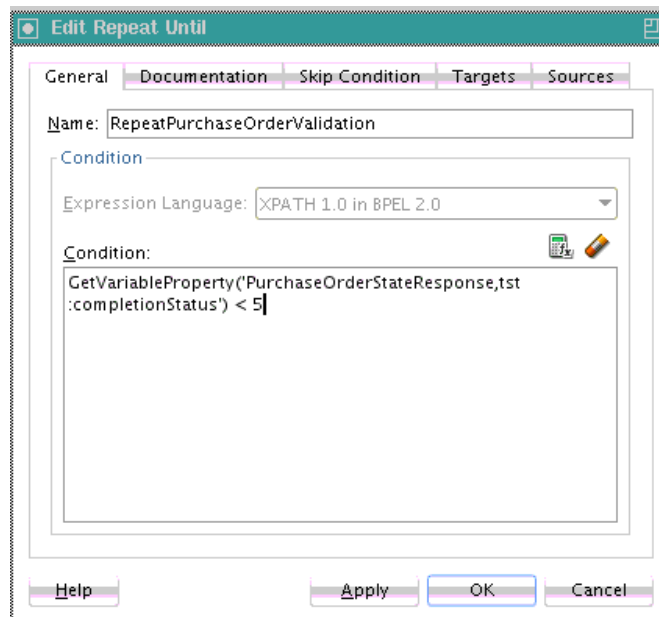 Edit Repeat Until
General Documentation Skip Condition Targets Sources
Name: RepeatPurchaseOrderValidation
Condition
Expression Language: XPATH 1.0 in BPEL 2.0
Condition:
GetVariableProperty('PurchaseOrderStateResponse,tst
:completionStatus') < 5
Help Apply OK Cancel